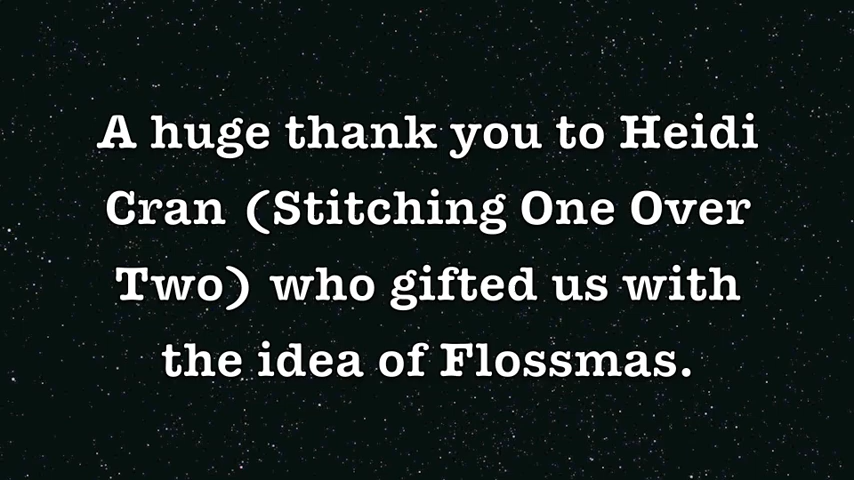 A huge thank you to Heidi
Cran (Stitching One Over
Two) who gifted us with
the idea of Flossmas.